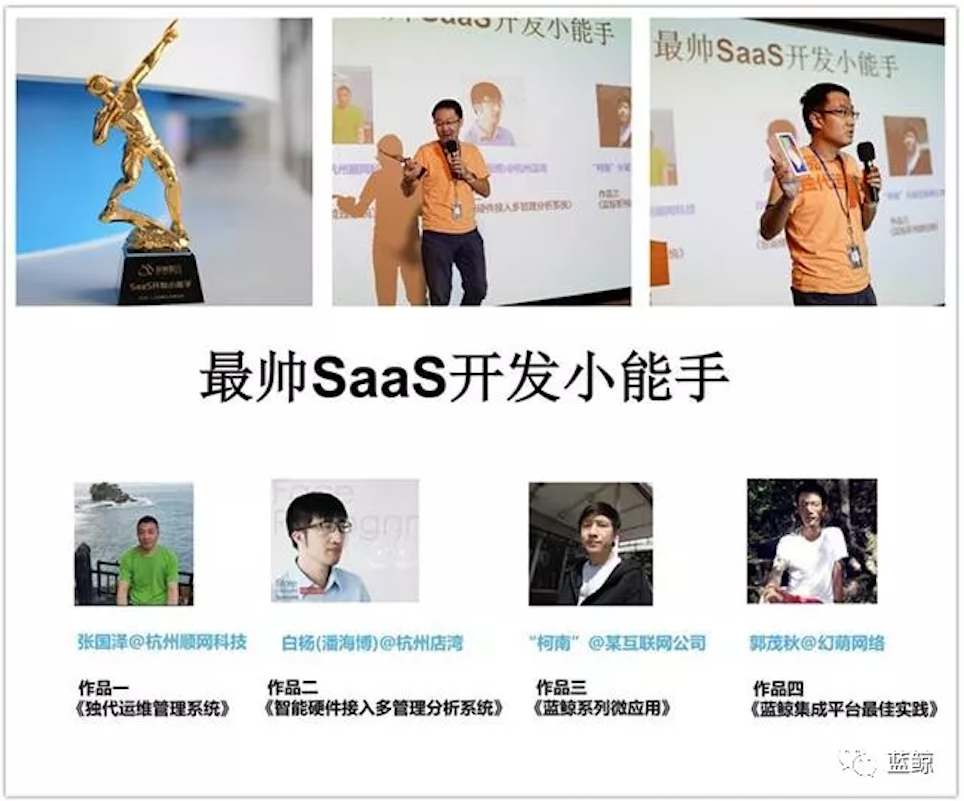 SaaS开发小能手
SaaS开发小能手
最帅SaaS开发小能手
作品三
最帅SaaS开发小能手
张国泽@杭州顺网科技
白杨(潘海博)@杭州店湾
“柯南”@某互联网公司
郭茂秋@幻萌网络
作品一
《独代运维管理系统》
作品二
《智能硬件接入多管理分析系统》
作品三
《蓝鲸系列微应用》
作品四
《蓝鲸集成平台最佳实践》
蓝鲸